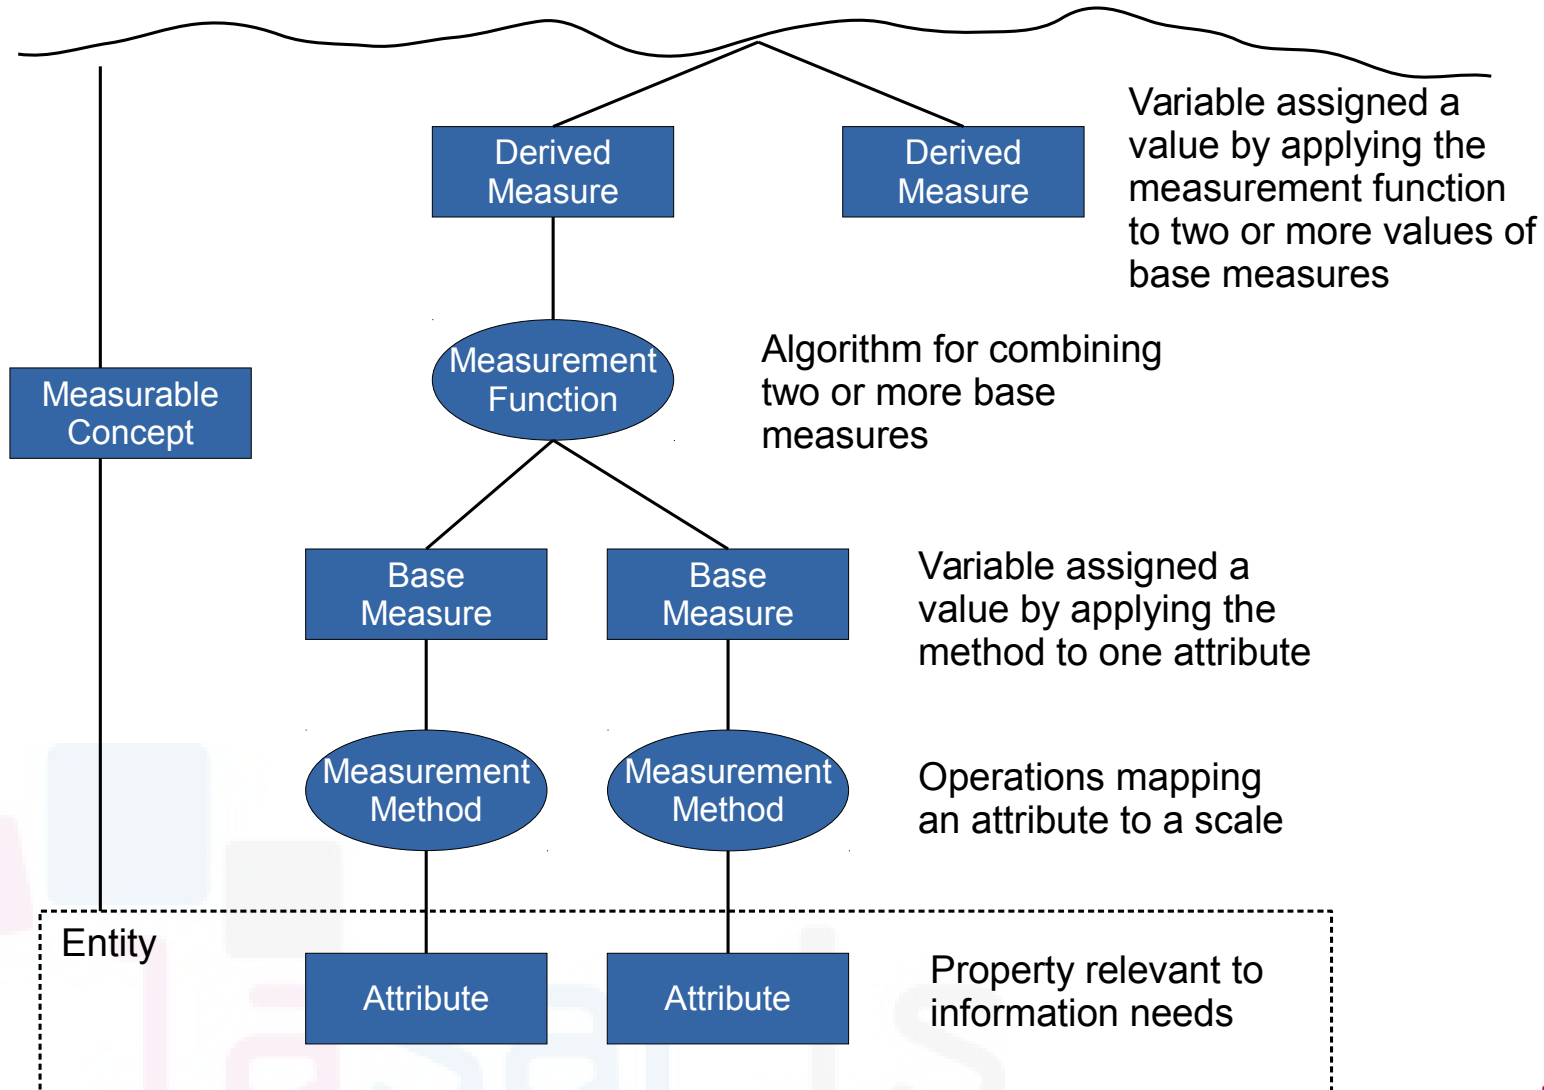 Derived
Measure
Derived
Measure
Variable assigned a
value by applying the
measurement function
to two or more values of
base measures
Measurable
Concept
Measurement
Function
Algorithm for combining
two or more base
measures
Base
Measure
Base
Measure
Variable assigned a
value by applying the
method to one attribute
Measurement
Method
Measurement
Method
Operations mapping
an attribute to a scale
Entity
Attribute
Attribute
Property relevant to
information needs